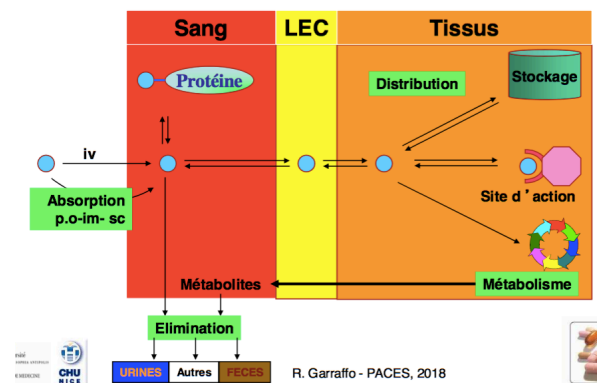 Sang
LEC
Tissus
Protéine
Distribution
Stockage
iv
Absorption
p.o-im- sc
Site d ' action
Métabolites
Métabolisme
Elimination
URINES
Autres
FECES
R. Garraffo - PACES, 2018
CHU
NICE